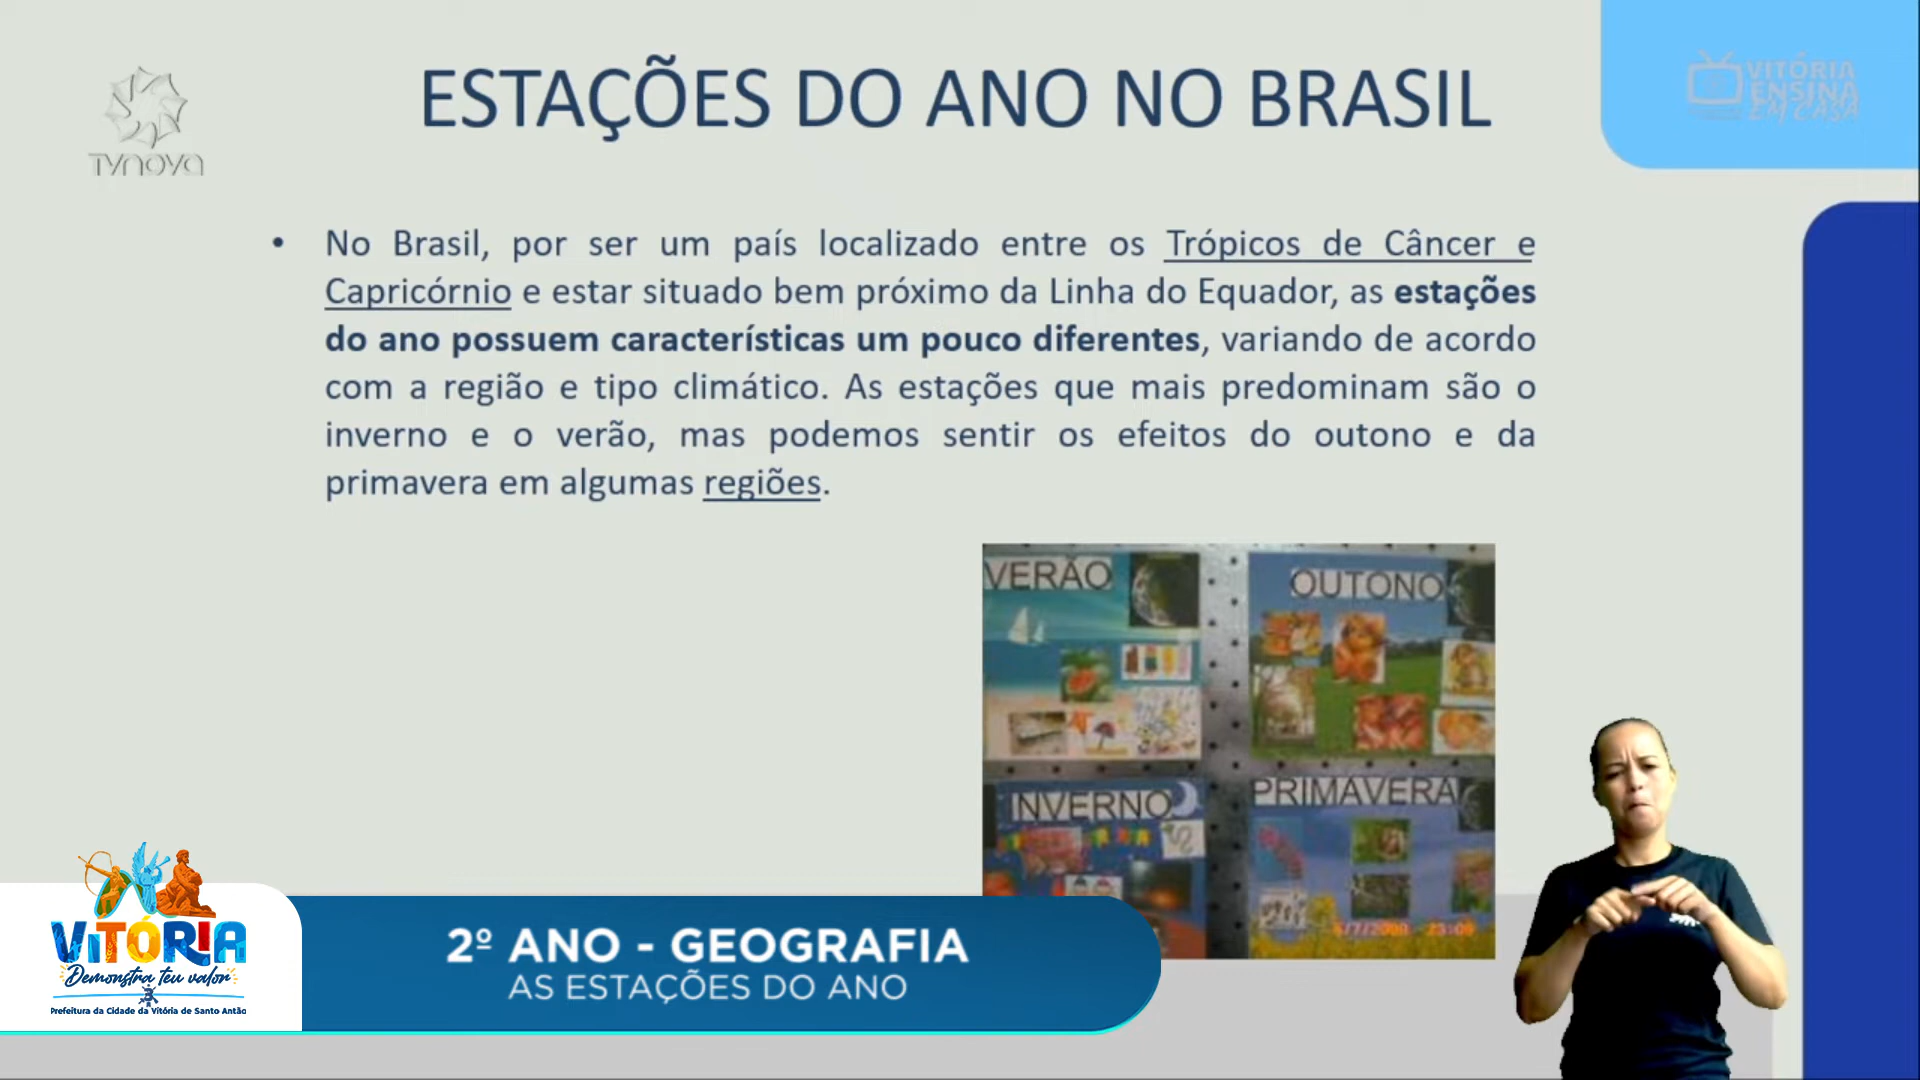 ESTAÇÕES DO ANO NO BRASIL
TVNOVA
VITÓRIA
ENSINA
EM CASA
• No Brasil, por ser um país localizado entre os Trópicos de Câncer e
Capricórnio e estar situado bem próximo da Linha do Equador, as estações
do ano possuem características um pouco diferentes, variando de acordo
com a região e tipo climático. As estações que mais predominam são o
inverno e o verão, mas podemos sentir os efeitos do outono e da
primavera em algumas regiões.
VERÃO
OUTONO
INVERNO
PRIMAVERA
VITÓRIA
Demonstra teu valor
Prefeitura da Cidade da Vitória de Santo Antão
2º ANO - GEOGRAFIA
AS ESTAÇÕES DO ANO